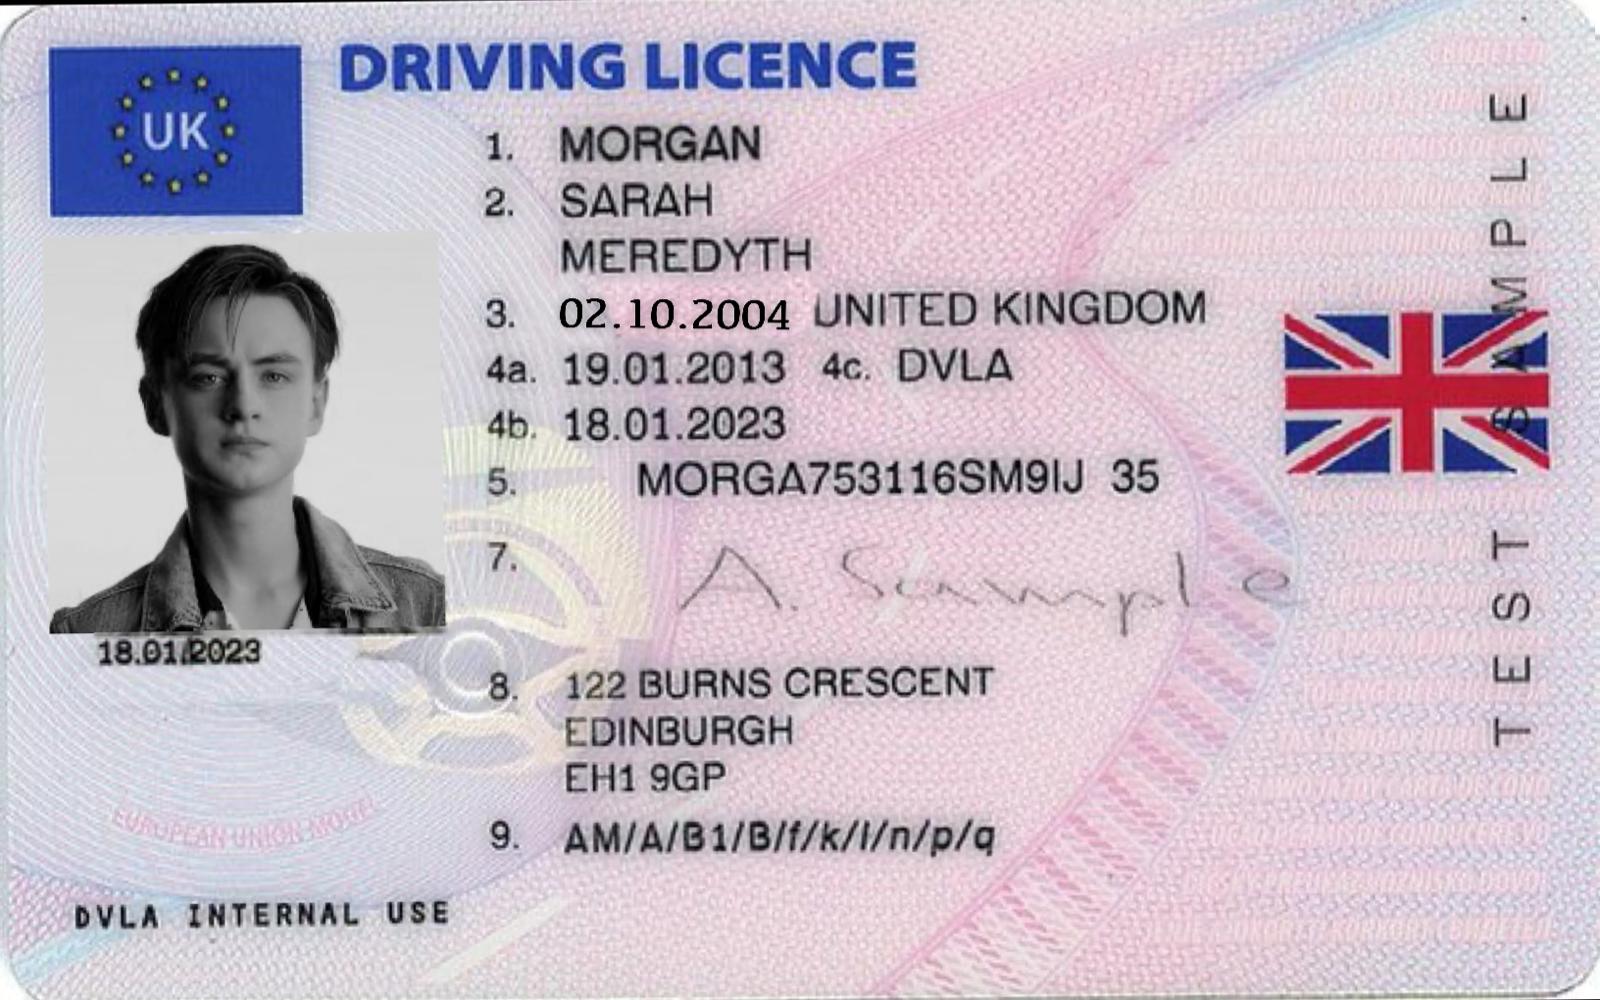 DRIVING LICENCE
UK
1. MORGAN
2. SARAH
MEREDYTH
3. 02.10.2004 UNITED KINGDOM
4a. 19.01.2013 4c. DVLA
4b. 18.01.2023
5. MORGA753116SM9IJ 35
7. A. Sample
18.01.2023
8. 122 BURNS CRESCENT
EDINBURGH
EH1 9GP
9. AM/A/B1/B/f/k/l/n/p/q
EUROPEAN UNION MODEL
DVLA INTERNAL USE
TEST SAMPLE